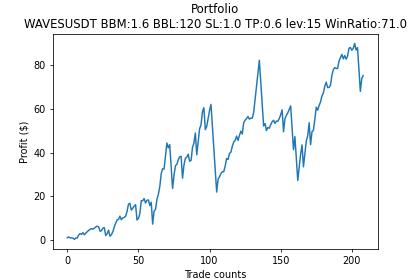 Portfolio
WAVESUSDT BBM:1.6 BBL:120 SL:1.0 TP:0.6 lev:15 WinRatio:71.0
Profit ($)
80
60
40
20
0
0 50 100 150 200
Trade counts